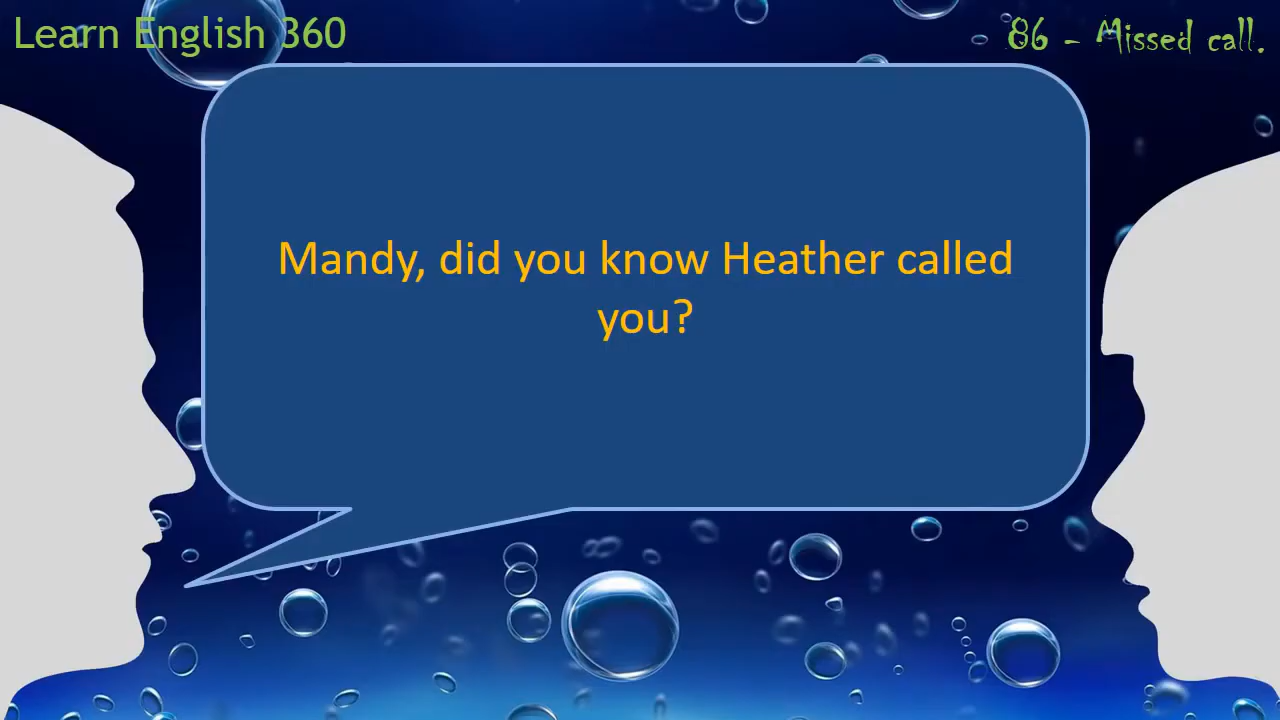 Learn English 360
86 - Missed call.
Mandy, did you know Heather called
you?